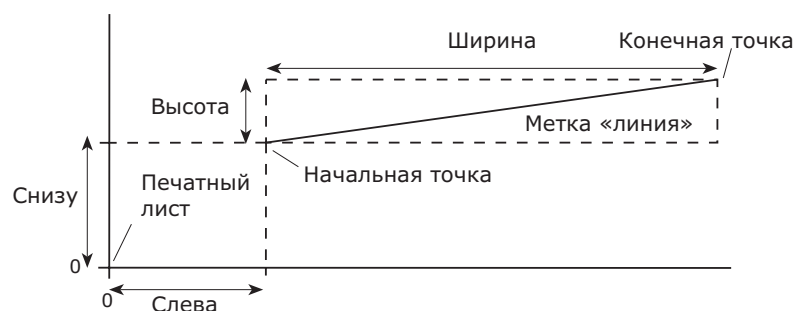 Ширина
Конечная точка
Высота
Метка «линия»
Начальная точка
Печатный
лист
Снизу
0
0
Слева